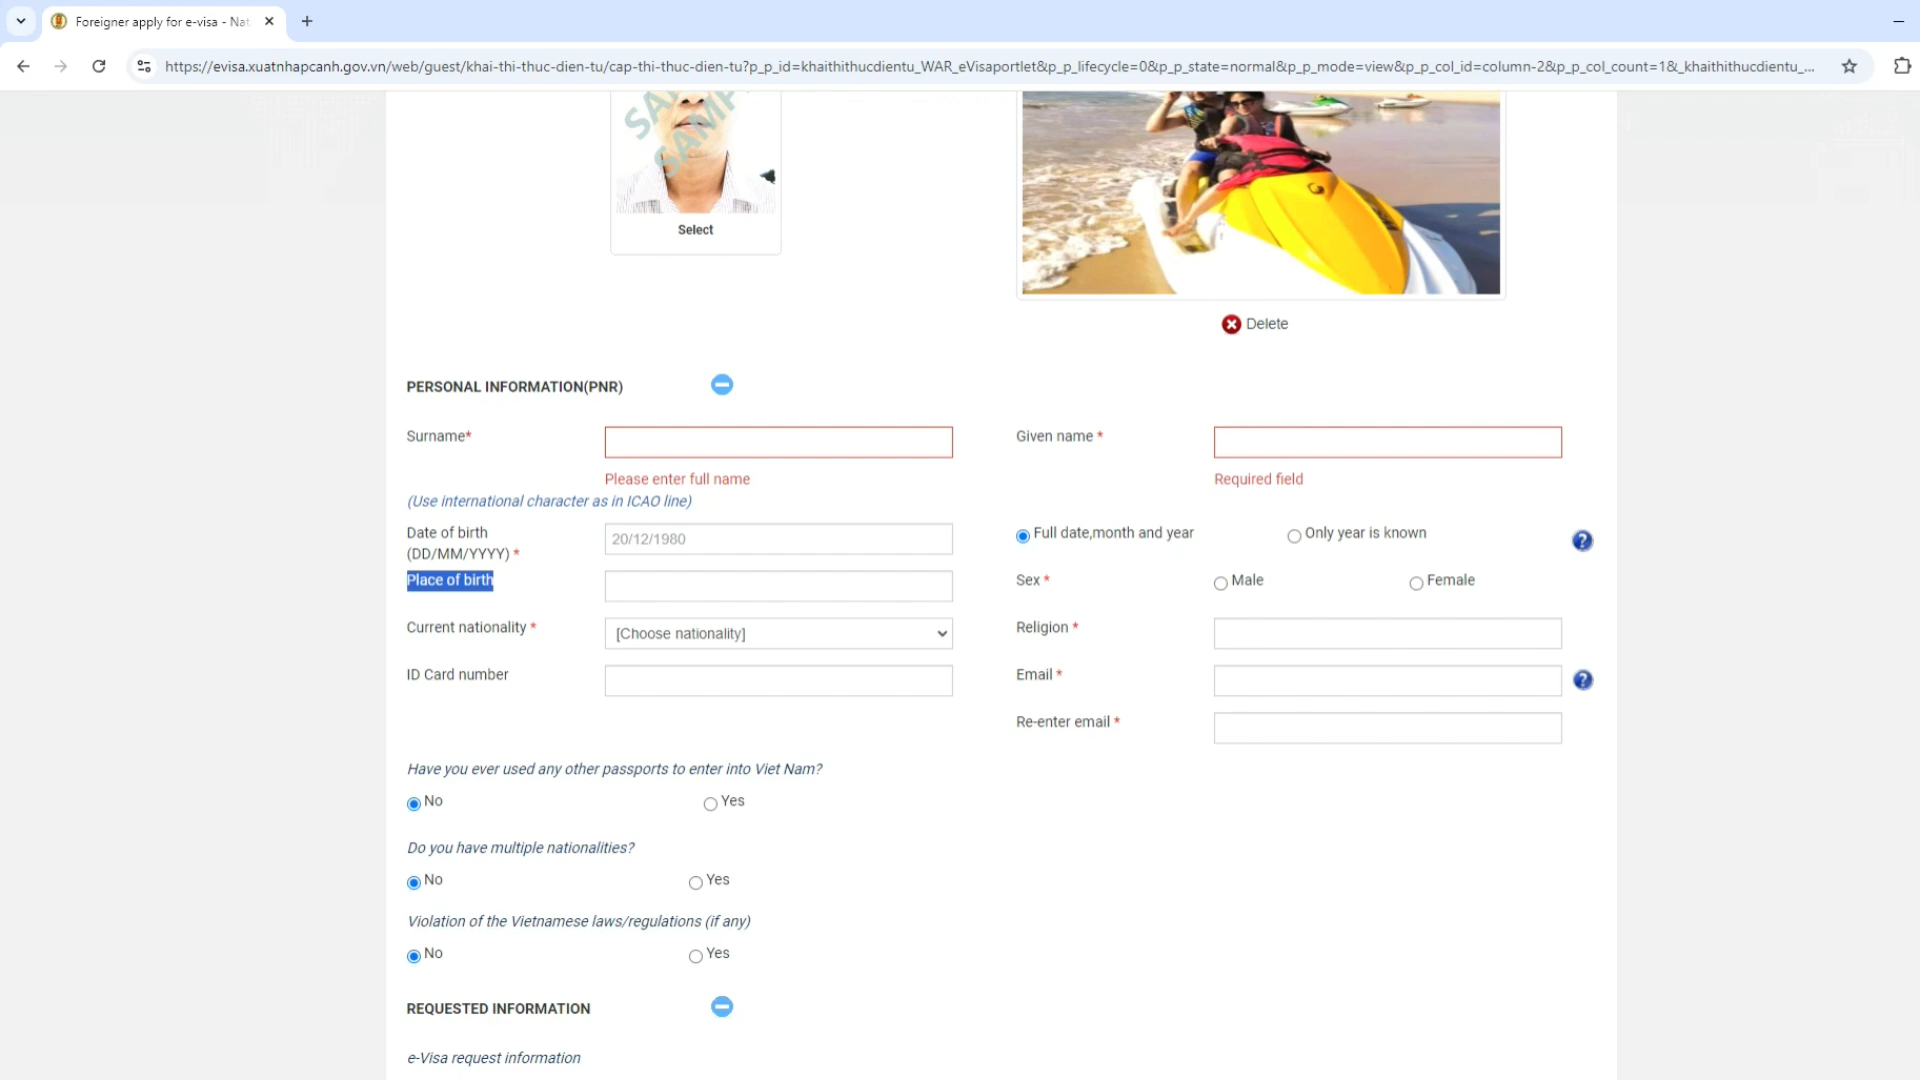 Foreigner apply for e-visa - Nat
https://evisa.xuatnhapcanh.gov.vn/web/guest/khai-thi-thuc-dien-tu/cap-thi-thuc-dien-tu?p_p_id=khaithithucdientu_WAR_eVisaportlet&p_p_lifecycle=0&p_p_state=normal&p_p_mode=view&p_p_col_id=column-2&p_p_col_count=1&_khaithithucdientu_...
Select
Delete
PERSONAL INFORMATION(PNR)
Surname*
Given name *
Please enter full name
Required field
(Use international character as in ICAO line)
Date of birth
(DD/MM/YYYY) *
20/12/1980
Full date,month and year
Only year is known
Place of birth
Sex *
Male
Female
Current nationality *
[Choose nationality]
Religion *
ID Card number
Email *
Re-enter email *
Have you ever used any other passports to enter into Viet Nam?
No
Yes
Do you have multiple nationalities?
No
Yes
Violation of the Vietnamese laws/regulations (if any)
No
Yes
REQUESTED INFORMATION
e-Visa request information